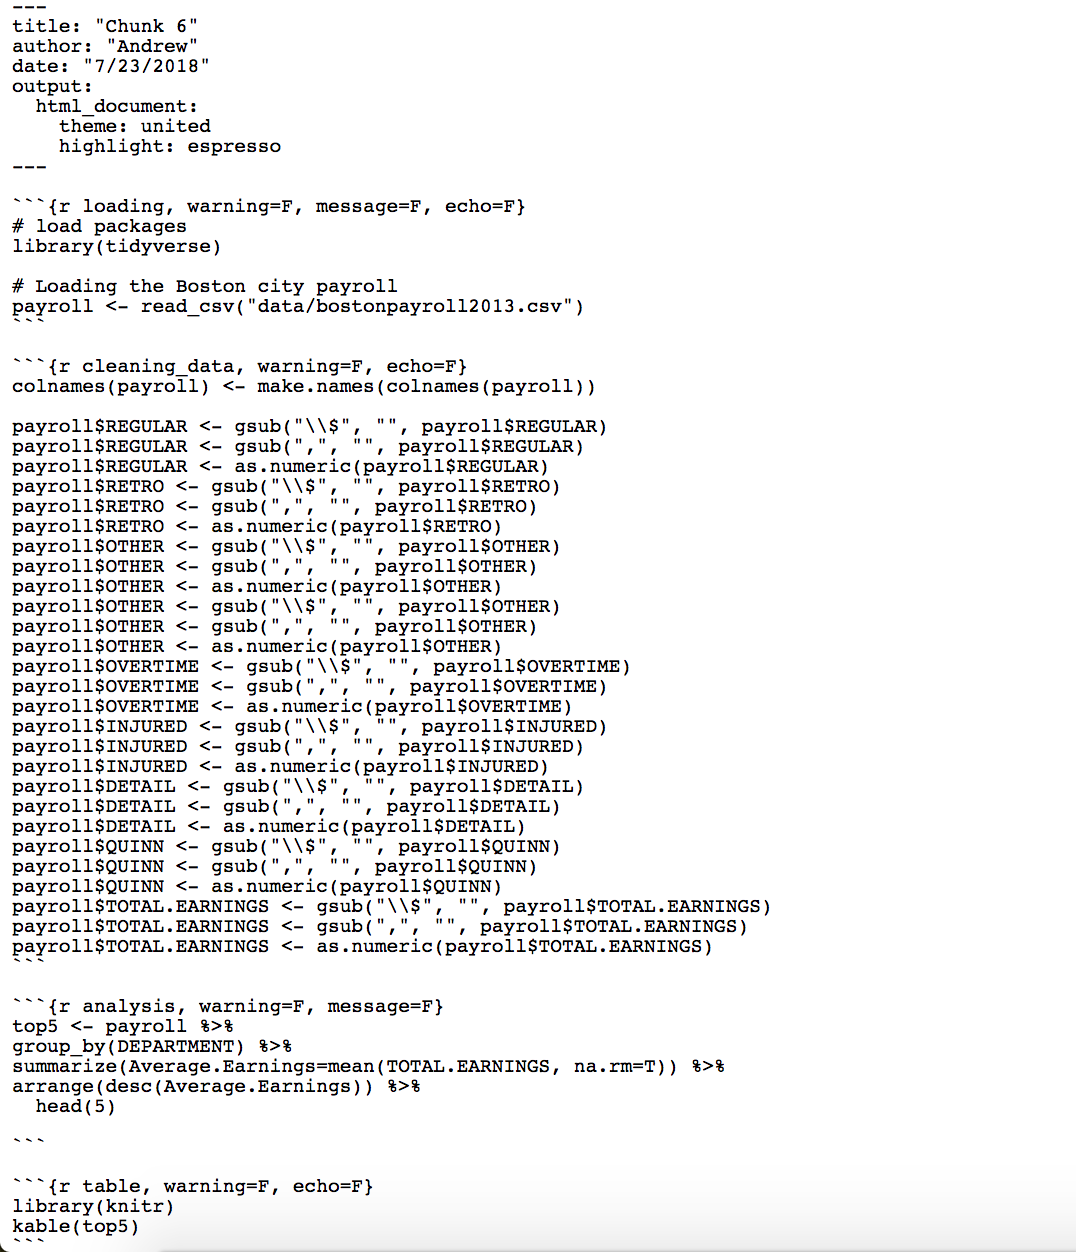 ---
title: "Chunk 6"
author: "Andrew"
date: "7/23/2018"
output:
  html_document:
    theme: united
    highlight: espresso
---

```{r loading, warning=F, message=F, echo=F}
# load packages
library(tidyverse)

# Loading the Boston city payroll
payroll <- read_csv("data/bostonpayroll2013.csv")
```

```{r cleaning_data, warning=F, echo=F}
colnames(payroll) <- make.names(colnames(payroll))

payroll$REGULAR <- gsub("\\$", "", payroll$REGULAR)
payroll$REGULAR <- gsub(",", "", payroll$REGULAR)
payroll$REGULAR <- as.numeric(payroll$REGULAR)
payroll$RETRO <- gsub("\\$", "", payroll$RETRO)
payroll$RETRO <- gsub(",", "", payroll$RETRO)
payroll$RETRO <- as.numeric(payroll$RETRO)
payroll$OTHER <- gsub("\\$", "", payroll$OTHER)
payroll$OTHER <- gsub(",", "", payroll$OTHER)
payroll$OTHER <- as.numeric(payroll$OTHER)
payroll$OTHER <- gsub("\\$", "", payroll$OTHER)
payroll$OTHER <- gsub(",", "", payroll$OTHER)
payroll$OTHER <- as.numeric(payroll$OTHER)
payroll$OVERTIME <- gsub("\\$", "", payroll$OVERTIME)
payroll$OVERTIME <- gsub(",", "", payroll$OVERTIME)
payroll$OVERTIME <- as.numeric(payroll$OVERTIME)
payroll$INJURED <- gsub("\\$", "", payroll$INJURED)
payroll$INJURED <- gsub(",", "", payroll$INJURED)
payroll$INJURED <- as.numeric(payroll$INJURED)
payroll$DETAIL <- gsub("\\$", "", payroll$DETAIL)
payroll$DETAIL <- gsub(",", "", payroll$DETAIL)
payroll$DETAIL <- as.numeric(payroll$DETAIL)
payroll$QUINN <- gsub("\\$", "", payroll$QUINN)
payroll$QUINN <- gsub(",", "", payroll$QUINN)
payroll$QUINN <- as.numeric(payroll$QUINN)
payroll$TOTAL.EARNINGS <- gsub("\\$", "", payroll$TOTAL.EARNINGS)
payroll$TOTAL.EARNINGS <- gsub(",", "", payroll$TOTAL.EARNINGS)
payroll$TOTAL.EARNINGS <- as.numeric(payroll$TOTAL.EARNINGS)
```

```{r analysis, warning=F, message=F}
top5 <- payroll %>%
group_by(DEPARTMENT) %>%
summarize(Average.Earnings=mean(TOTAL.EARNINGS, na.rm=T)) %>%
arrange(desc(Average.Earnings)) %>%
  head(5)

```

```{r table, warning=F, echo=F}
library(knitr)
kable(top5)
```